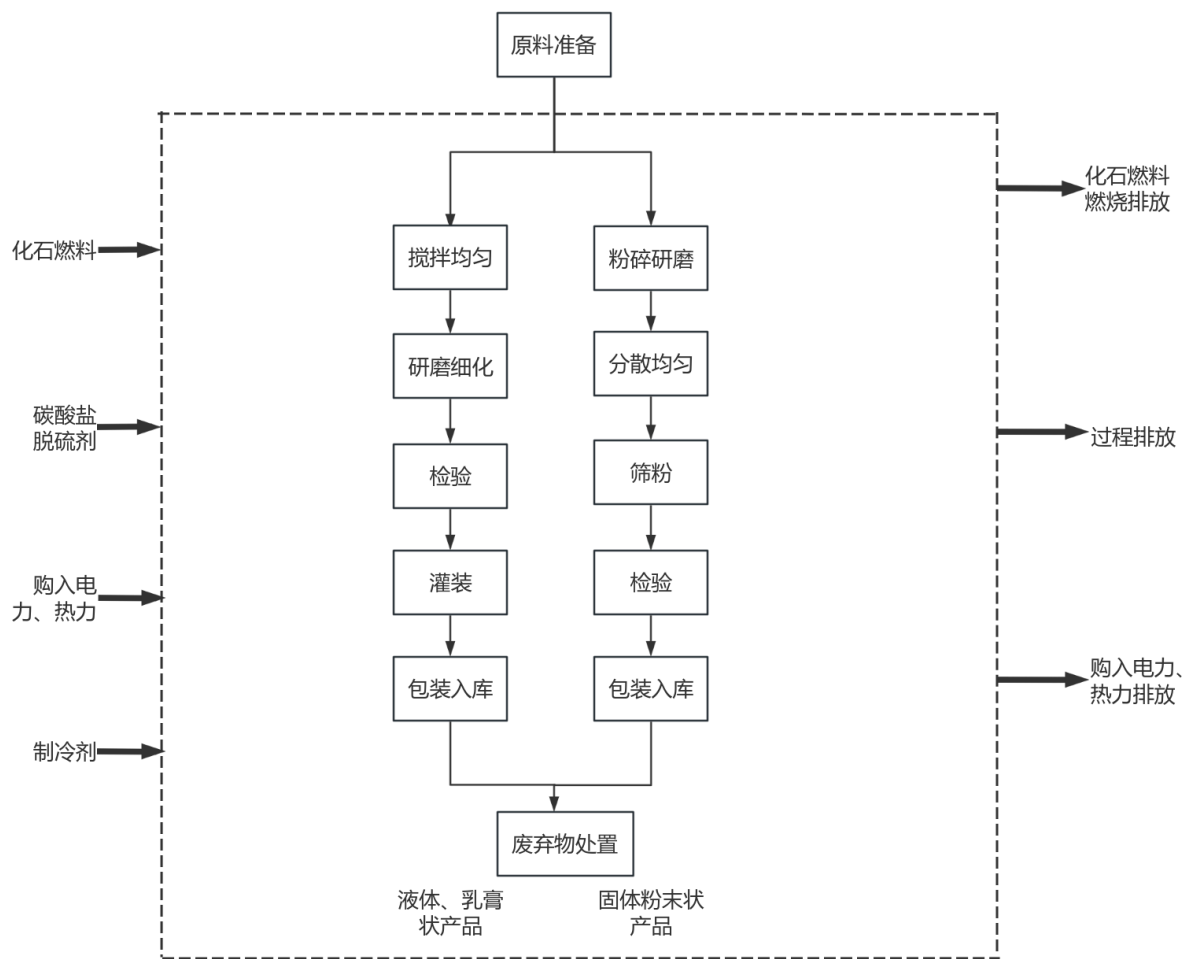 原料准备
化石燃料
燃烧排放
化石燃料
搅拌均匀
粉碎研磨
研磨细化
分散均匀
碳酸盐
脱硫剂
过程排放
检验
筛粉
购入电
力、热力
灌装
检验
购入电力、
热力排放
包装入库
包装入库
制冷剂
废弃物处置
液体、乳膏
状产品
固体粉末状
产品